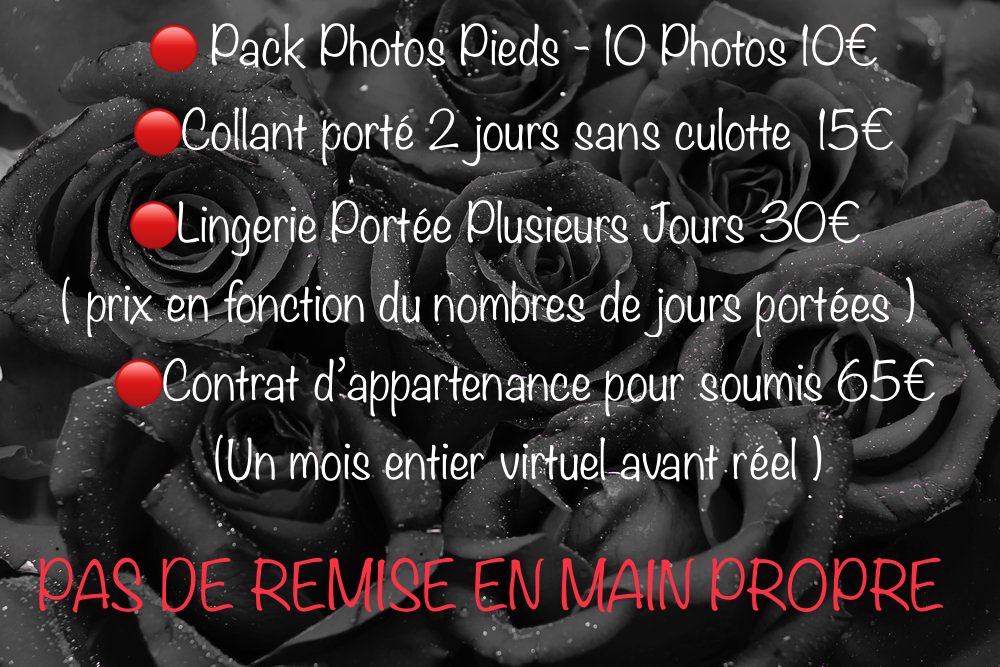 🔴 Pack Photos Pieds - 10 Photos 10€
🔴Collant porté 2 jours sans culotte 15€
🔴Lingerie Portée Plusieurs Jours 30€
( prix en fonction du nombres de jours portées )
🔴Contrat d’appartenance pour soumis 65€
(Un mois entier virtuel avant réel )
PAS DE REMISE EN MAIN PROPRE